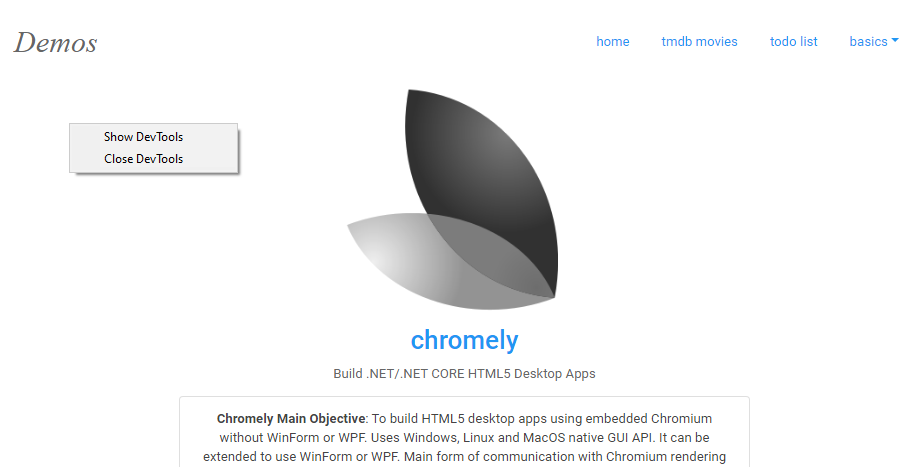 Demos
home
tmdb movies
todo list
basics
Show DevTools
Close DevTools
chromely
Build .NET/.NET CORE HTML5 Desktop Apps
Chromely Main Objective: To build HTML5 desktop apps using embedded Chromium
without WinForm or WPF. Uses Windows, Linux and MacOS native GUI API. It can be
extended to use WinForm or WPF. Main form of communication with Chromium rendering